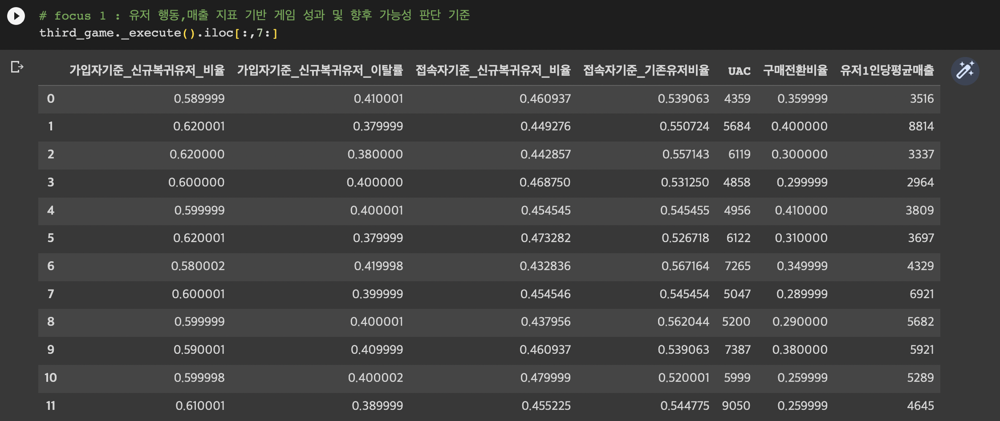 # focus 1 : 유저 행동,매출 지표 기반 게임 성과 및 향후 가능성 판단 기준
third_game._execute().iloc[:,7:]
가입자기준_신규복귀유저_비율 가입자기준_신규복귀유저_이탈률 접속자기준_신규복귀유저_비율 접속자기준_기존유저비율 UAC 구매전환비율 유저1인당평균매출
0 0.589999 0.410001 0.460937 0.539063 4359 0.359999 3516
1 0.620001 0.379999 0.449276 0.550724 5684 0.400000 8814
2 0.620000 0.380000 0.442857 0.557143 6119 0.300000 3337
3 0.600000 0.400000 0.468750 0.531250 4858 0.299999 2964
4 0.599999 0.400001 0.454545 0.545455 4956 0.410000 3809
5 0.620001 0.379999 0.473282 0.526718 6122 0.310000 3697
6 0.580002 0.419998 0.432836 0.567164 7265 0.349999 4329
7 0.600001 0.399999 0.454546 0.545454 5047 0.289999 6921
8 0.599999 0.400001 0.437956 0.562044 5200 0.290000 5682
9 0.590001 0.409999 0.460937 0.539063 7387 0.380000 5921
10 0.599998 0.400002 0.479999 0.520001 5999 0.259999 5289
11 0.610001 0.389999 0.455225 0.544775 9050 0.259999 4645